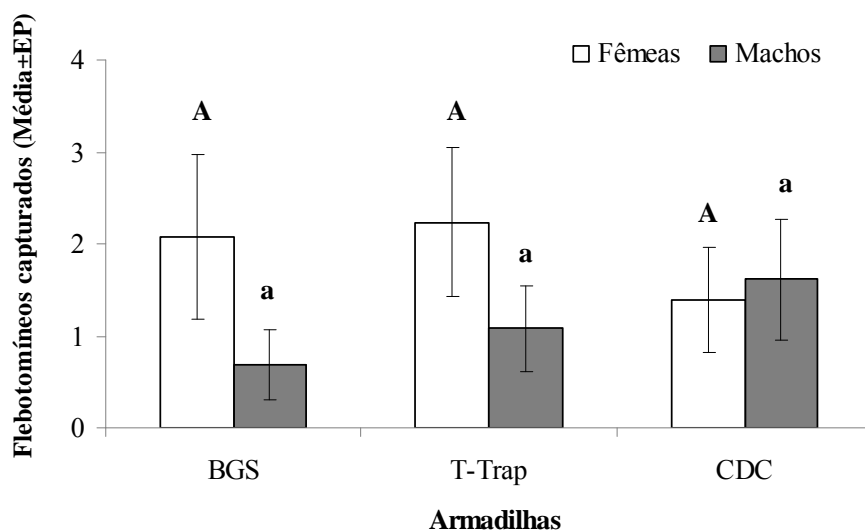 Flebotomíneos capturados (Média±EP)
4
3
2
1
0
Fêmeas Machos
A
a
A
a
A
a
BGS T-Trap CDC
Armadilhas